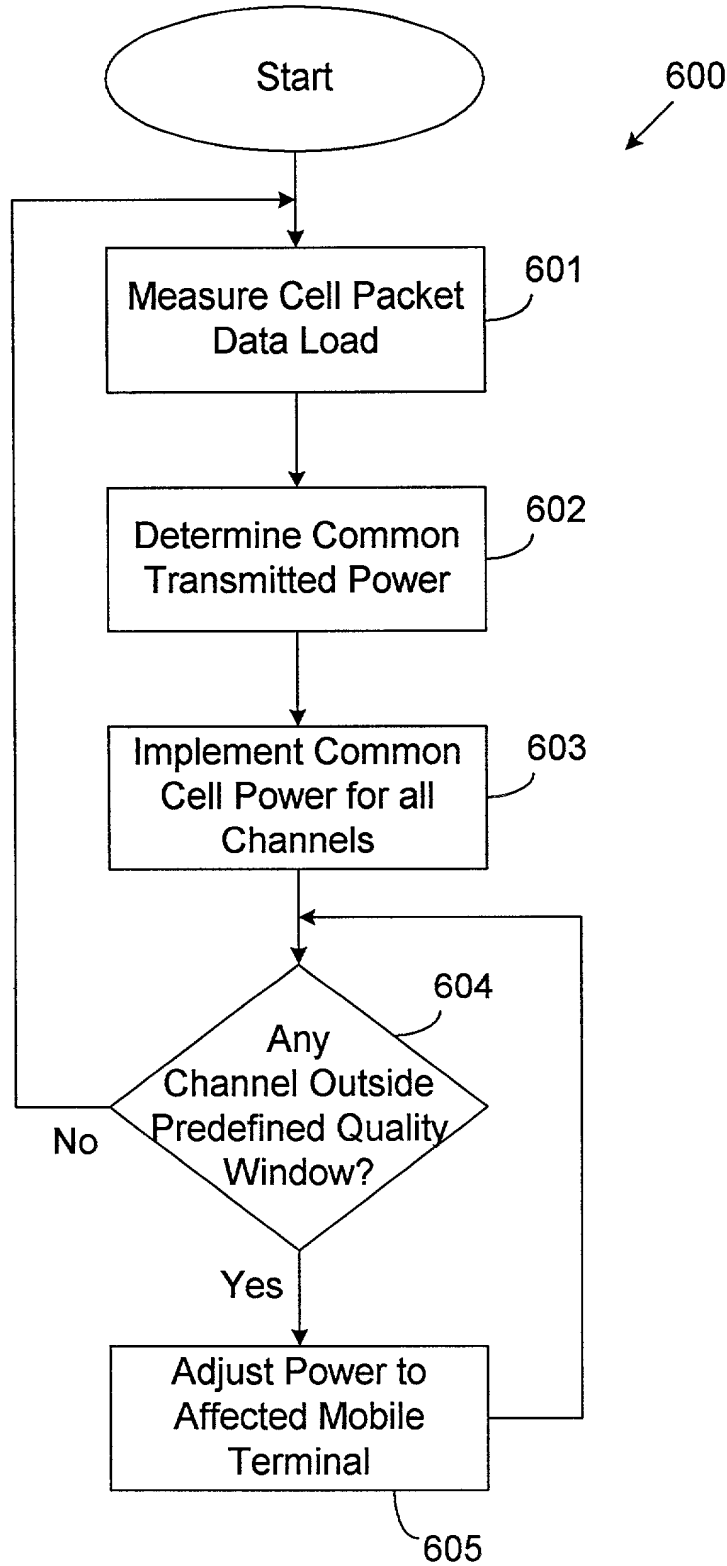 Start
600
Measure Cell Packet
Data Load
601
Determine Common
Transmitted Power
602
Implement Common
Cell Power for all
Channels
603
Any
Channel Outside
Predefined Quality
Window?
604
No
Yes
Adjust Power to
Affected Mobile
Terminal
605